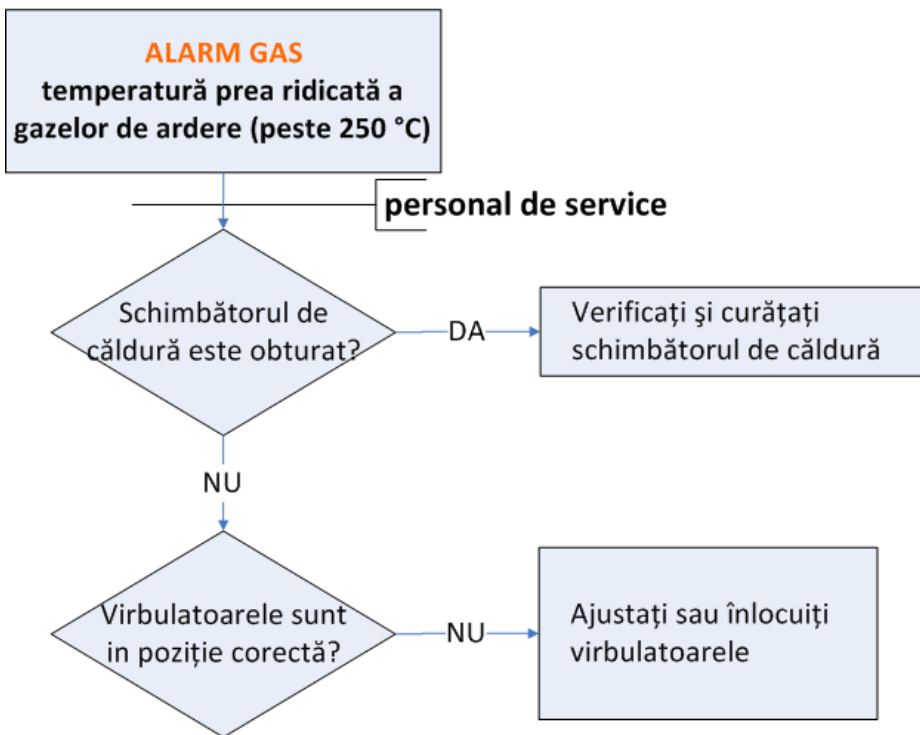 ALARM GAS
temperatură prea ridicată a
gazelor de ardere (peste 250 °C)
personal de service
Schimbătorul de
căldură este obturat?
DA
Verificați şi curățați
schimbătorul de căldură
NU
Virbulatoarele sunt
in poziție corectă?
NU
Ajustați sau înlocuiți
virbulatoarele